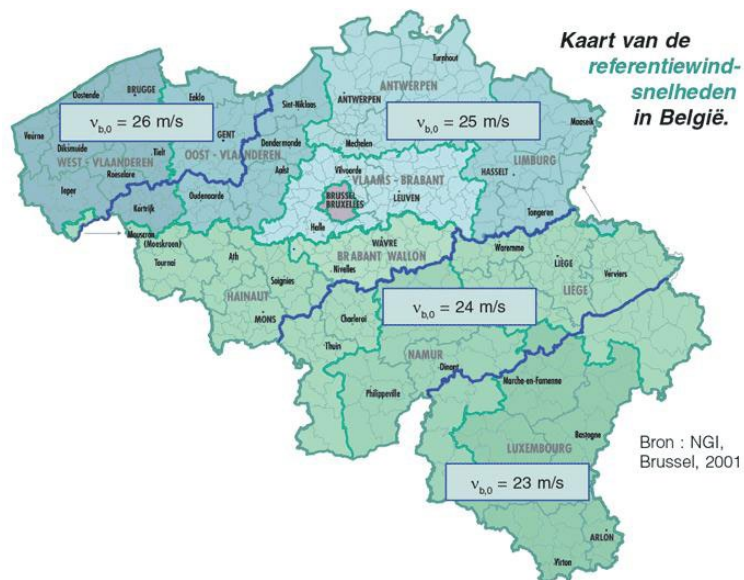 Kaart van de
referentiewind-
snelheden
in België.
Oostende
BRUGGE
Eeklo
Sint-Niklaas
Turnhout
ANTWERPEN
ANTWERPEN
v b,0 = 26 m/s
v b,0 = 25 m/s
Veurne
Diksmuide
Tielt
GENT
Dendermonde
Mechelen
Maaseik
WEST - VLAANDEREN
OOST - VLAANDEREN
LIMBURG
Roeselare
Aalst
Vilvoorde
VLAAMS - BRABANT
HASSELT
Ieper
Kortrijk
Oudenaarde
BRUSSEL
BRUXELLES
LEUVEN
Halle
Tongeren
Mouscron
(Moeskroen)
Tournai
Ath
Soignies
WAVRE
BRABANT WALLON
Nivelles
Waremme
LIÈGE
Verviers
LIÈGE
HAINAUT
MONS
Charleroi
v b,0 = 24 m/s
Thuin
NAMUR
Dinant
Philippeville
Marche-en-Famenne
Bastogne
LUXEMBOURG
v b,0 = 23 m/s
Bron : NGI,
Brussel, 2001
ARLON
Virton